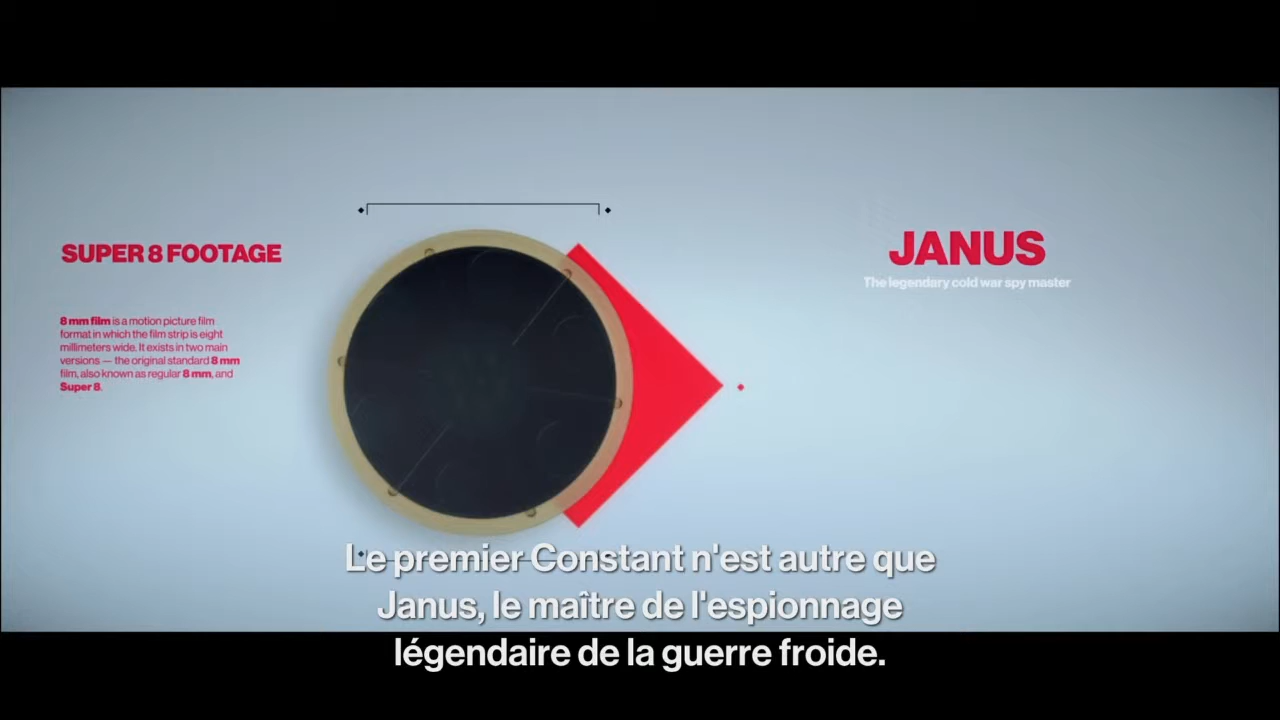 SUPER 8 FOOTAGE
8 mm film is a motion picture film
format in which the film strip is eight
millimeters wide. It exists in two main
versions — the original standard 8 mm
film, also known as regular 8 mm, and
Super 8.
JANUS
The legendary cold war spy master
Le premier Constant n'est autre que
Janus, le maître de l'espionnage
légendaire de la guerre froide.